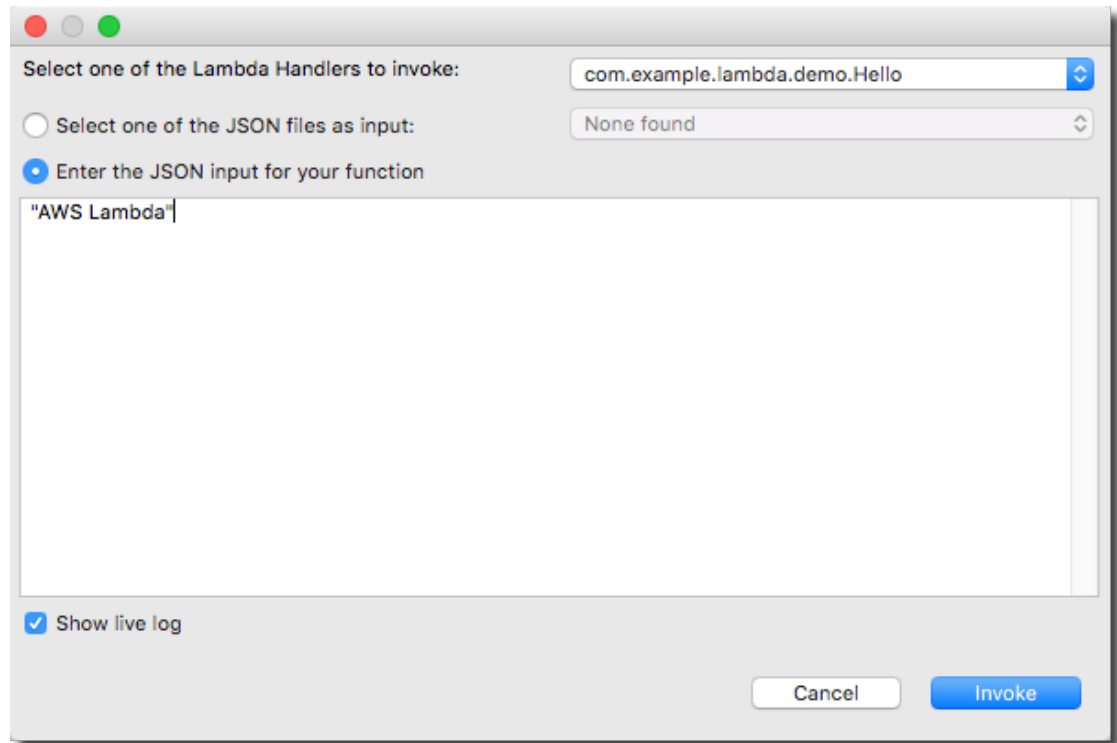 Select one of the Lambda Handlers to invoke: com.example.lambda.demo.Hello
Select one of the JSON files as input: None found
Enter the JSON input for your function
"AWS Lambda"
Show live log
Cancel Invoke